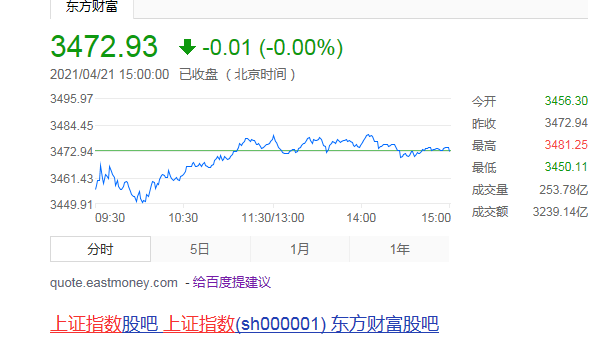 东方财富
3472.93 -0.01 (-0.00%)
2021/04/21 15:00:00 已收盘 (北京时间)
3495.97
3484.45
3472.94
3461.43
3449.91
09:30 10:30 11:30/13:00 14:00 15:00
今开 3456.30
昨收 3472.94
最高 3481.25
最低 3450.11
成交量 253.78亿
成交额 3239.14亿
分时 5日 1月 1年
quote.eastmoney.com - 给百度提建议
上证指数股吧_上证指数(sh000001)_东方财富股吧